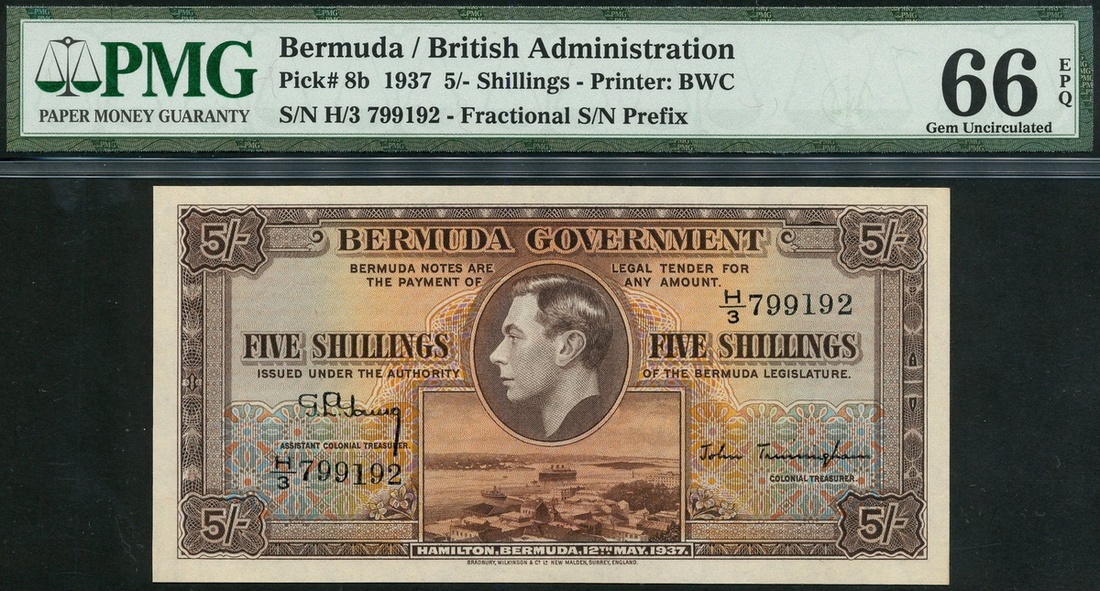 PMG
PAPER MONEY GUARANTY
Bermuda / British Administration
Pick# 8b 1937 5/- Shillings - Printer: BWC
S/N H/3 799192 - Fractional S/N Prefix
66
EPQ
Gem Uncirculated
5/- BERMUDA GOVERNMENT 5/-
BERMUDA NOTES ARE LEGAL TENDER FOR
THE PAYMENT OF ANY AMOUNT.
H/3 799192
FIVE SHILLINGS FIVE SHILLINGS
ISSUED UNDER THE AUTHORITY OF THE BERMUDA LEGISLATURE.
ASSISTANT COLONIAL TREASURER.
H/3 799192
John Trimingham
COLONIAL TREASURER.
5/- 5/-
HAMILTON, BERMUDA, 12TH MAY, 1937.
BRADBURY, WILKINSON & Co Ld NEW MALDEN, SURREY, ENGLAND.